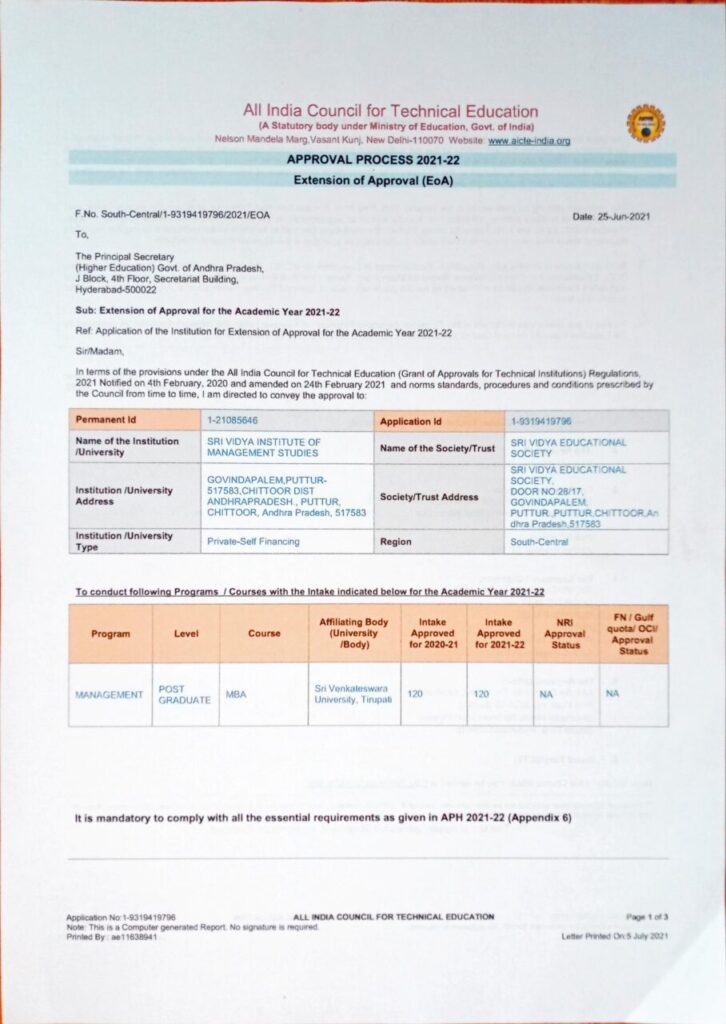 All India Council for Technical Education
(A Statutory body under Ministry of Education, Govt. of India)
Nelson Mandela Marg,Vasant Kunj, New Delhi-110070 Website: www.aicte-india.org
APPROVAL PROCESS 2021-22
Extension of Approval (EoA)
F.No. South-Central/1-9319419796/2021/EOA
Date: 25-Jun-2021
To,
The Principal Secretary
(Higher Education) Govt. of Andhra Pradesh,
J Block, 4th Floor, Secretarial Building,
Hyderabad-500022
Sub: Extension of Approval for the Academic Year 2021-22
Ref: Application of the Institution for Extension of Approval for the Academic Year 2021-22
Sir/Madam,
In terms of the provisions under the All India Council for Technical Education (Grant of Approvals for Technical Institutions) Regulations,
2021 Notified on 4th February, 2020 and amended on 24th February 2021 and norms standards, procedures and conditions prescribed by
the Council from time to time, I am directed to convey the approval to:
Permanent Id
1-21085646
Application Id
1-9319419796
Name of the Institution
/University
SRI VIDYA INSTITUTE OF
MANAGEMENT STUDIES
Name of the Society/Trust
SRI VIDYA EDUCATIONAL
SOCIETY
Institution /University
Address
GOVINDAPALEM,PUTTUR-
517583,CHITTOOR DIST
ANDHRAPRADESH., PUTTUR,
CHITTOOR, Andhra Pradesh, 517583
Society/Trust Address
SRI VIDYA EDUCATIONAL
SOCIETY,
DOOR NO:28/17,
GOVINDAPALEM,
PUTTUR.,PUTTUR,CHITTOOR,An
dhra Pradesh,517583
Institution /University
Type
Private-Self Financing
Region
South-Central
To conduct following Programs / Courses with the Intake indicated below for the Academic Year 2021-22
Program
Level
Course
Affiliating Body
(University
/Body)
Intake
Approved
for 2020-21
Intake
Approved
for 2021-22
NRI
Approval
Status
FN / Gulf
quota/ OCI/
Approval
Status
MANAGEMENT
POST
GRADUATE
MBA
Sri Venkateswara
University, Tirupati
120
120
NA
NA
It is mandatory to comply with all the essential requirements as given in APH 2021-22 (Appendix 6)
Application No:1-9319419796
ALL INDIA COUNCIL FOR TECHNICAL EDUCATION
Page 1 of 3
Note: This is a Computer generated Report. No signature is required.
Printed By : ae11638941
Letter Printed On:5 July 2021